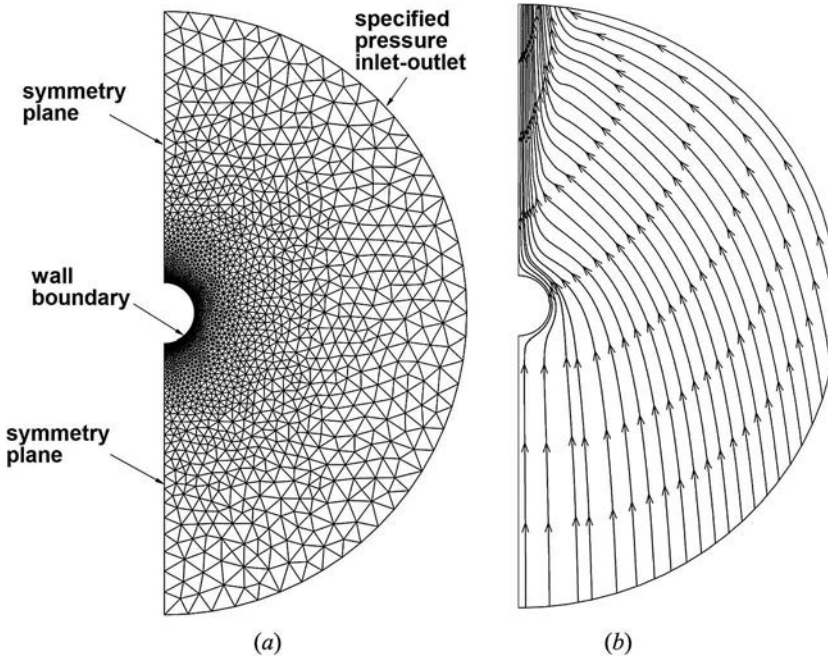 specified
pressure
inlet-outlet
symmetry
plane
wall
boundary
symmetry
plane
(a)
(b)